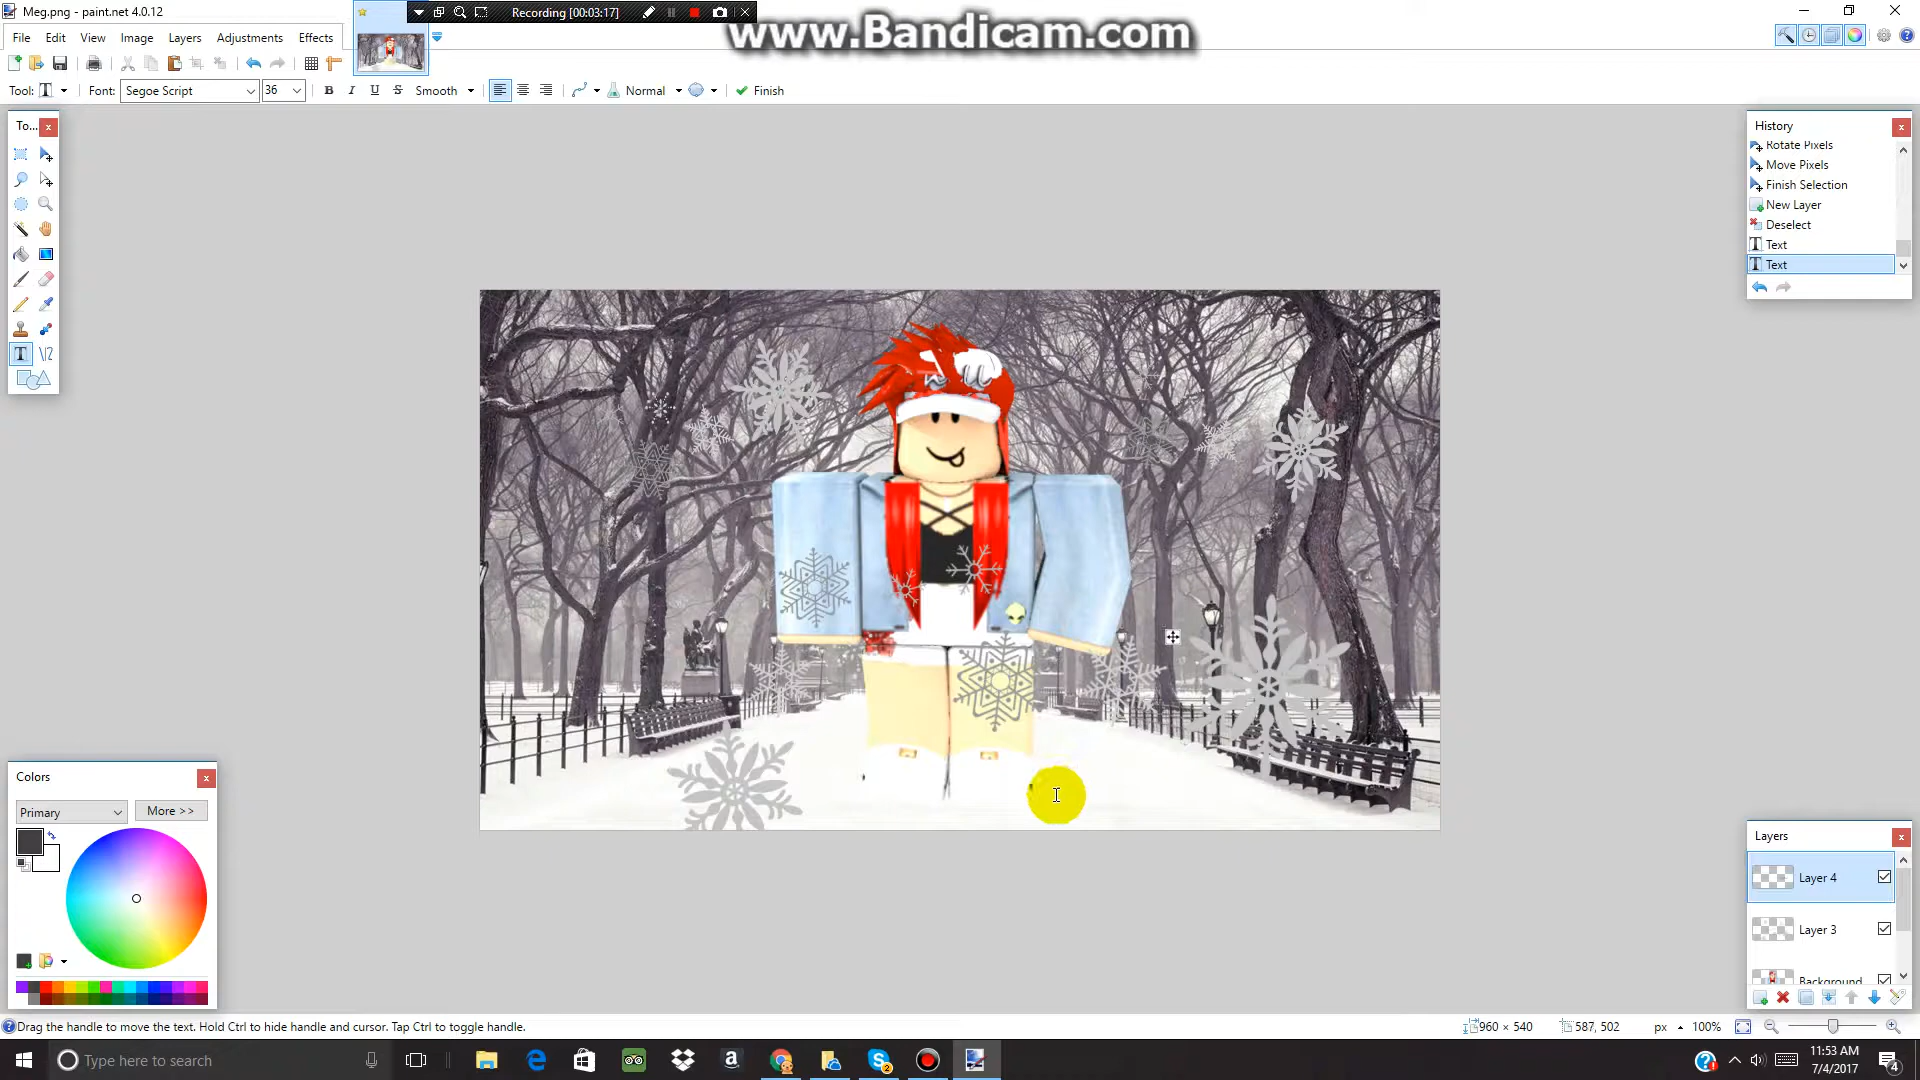 Meg.png - paint.net 4.0.12
Recording [00:03:17]
www.Bandicam.com
File Edit View Image Layers Adjustments Effects
Tool: T Font: Segoe Script 36 B I U S Smooth Normal Finish
To...
History
Rotate Pixels
Move Pixels
Finish Selection
New Layer
Deselect
Text
Text
Colors
Primary More >>
Layers
Layer 4
Layer 3
Background
Drag the handle to move the text. Hold Ctrl to hide handle and cursor. Tap Ctrl to toggle handle.
960 × 540 587, 502 px 100%
Type here to search
11:53 AM
7/4/2017